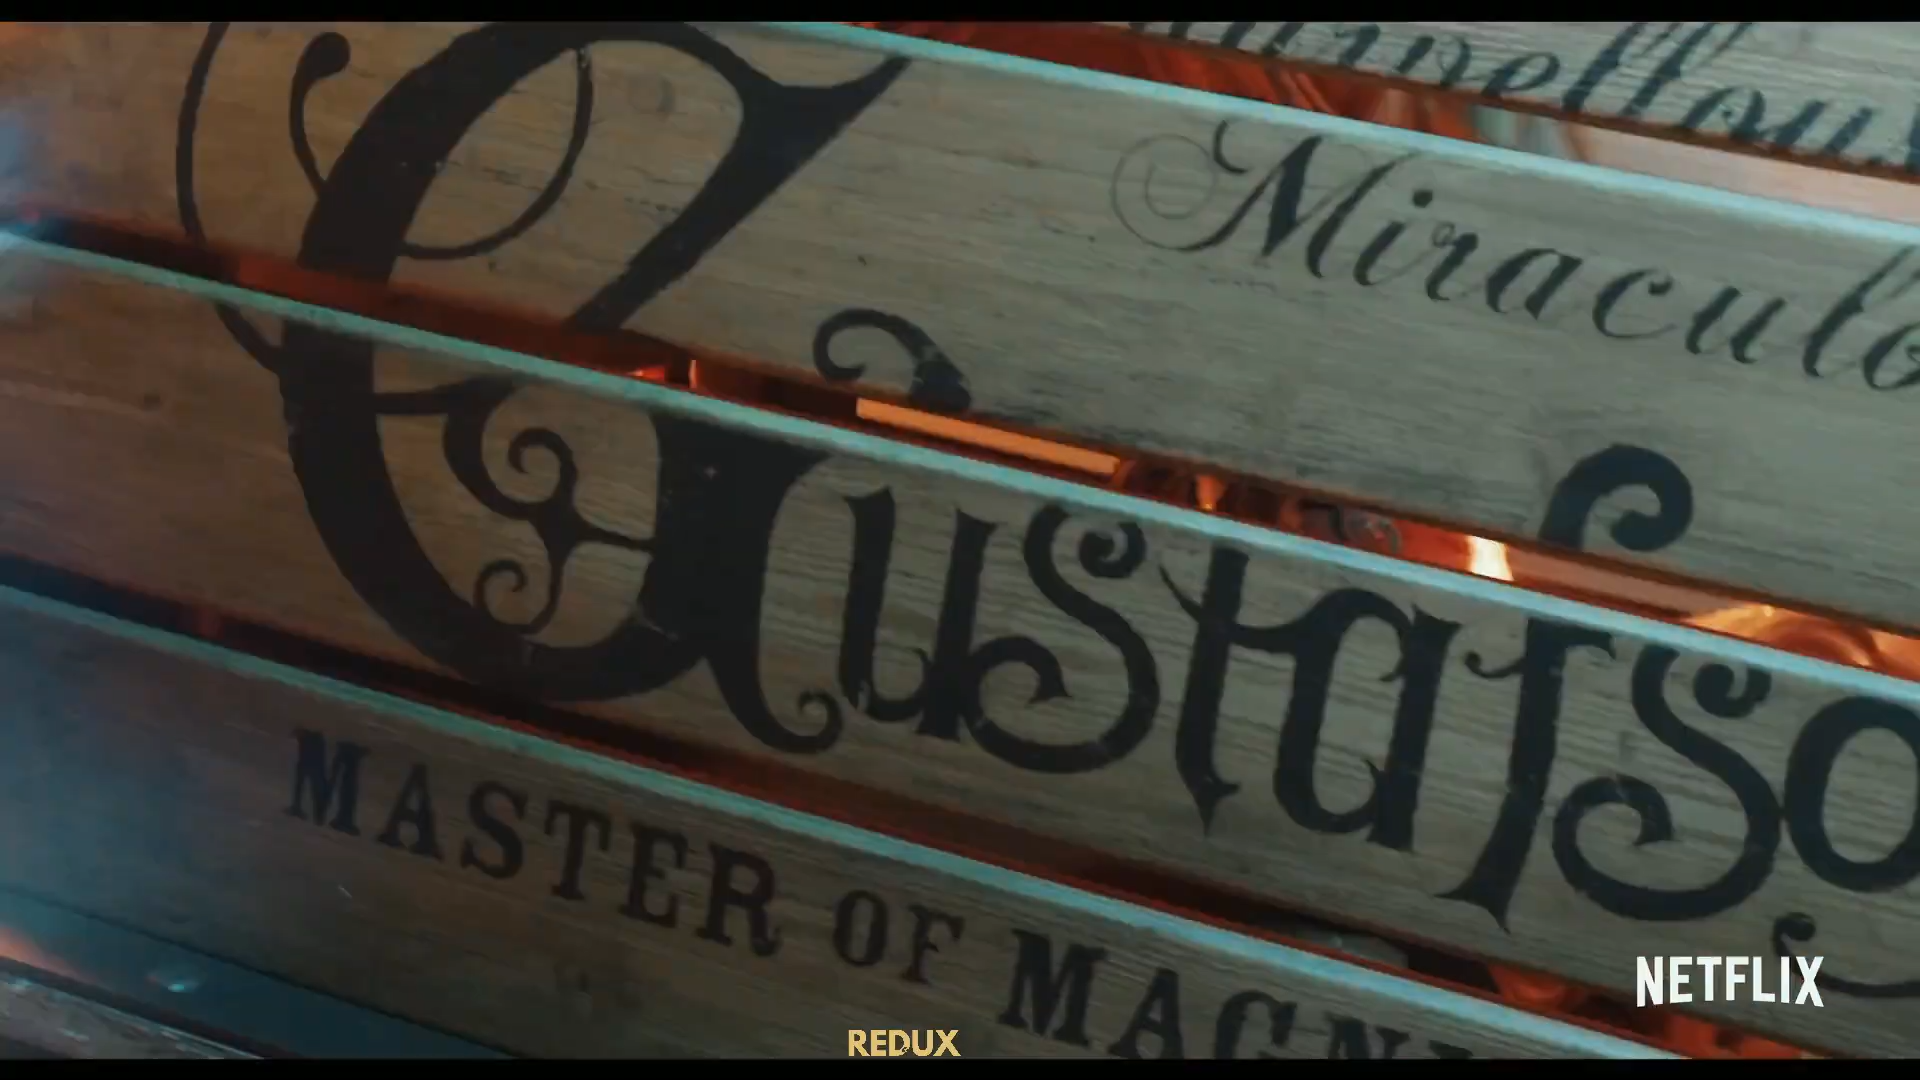 Miraculo
Gustafso
MASTER OF MAGN
NETFLIX
REDUX